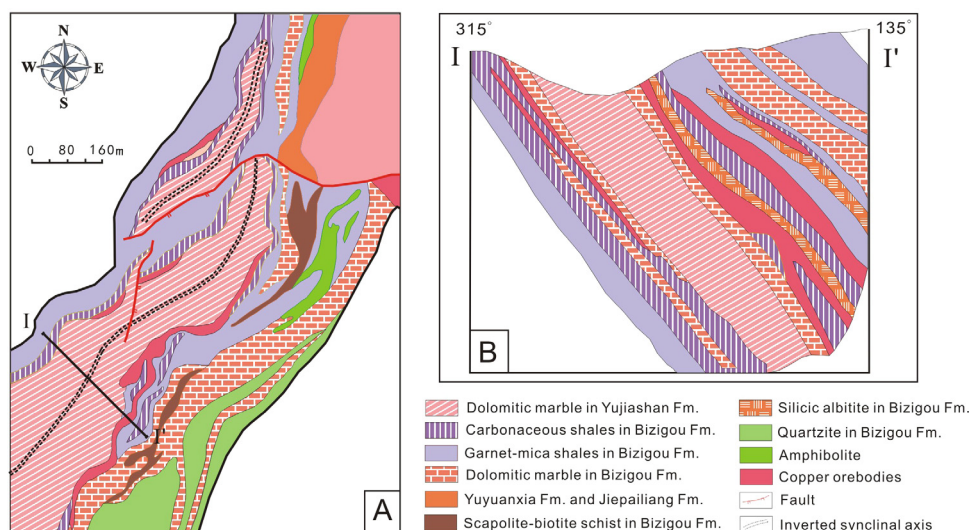 N
W E
S
0 80 160m
I
I'
A
315°
135°
I
I'
B
Dolomitic marble in Yujiashan Fm.
Carbonaceous shales in Bizigou Fm.
Garnet-mica shales in Bizigou Fm.
Dolomitic marble in Bizigou Fm.
Yuyuanxia Fm. and Jiepailiang Fm.
Scapolite-biotite schist in Bizigou Fm.
Silicic albitite in Bizigou Fm.
Quartzite in Bizigou Fm.
Amphibolite
Copper orebodies
Fault
Inverted synclinal axis